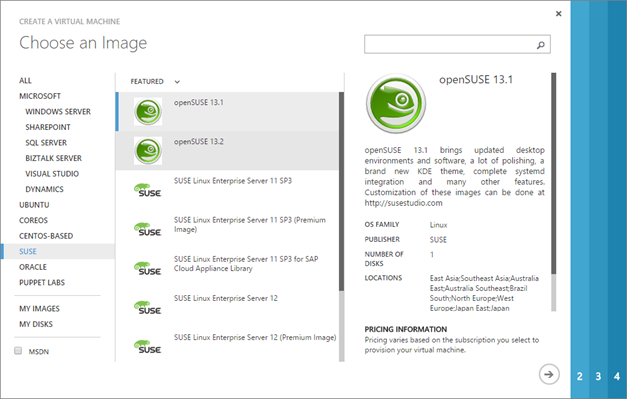 CREATE A VIRTUAL MACHINE
Choose an Image
ALL
MICROSOFT
WINDOWS SERVER
SHAREPOINT
SQL SERVER
BIZTALK SERVER
VISUAL STUDIO
DYNAMICS
UBUNTU
COREOS
CENTOS-BASED
SUSE
ORACLE
PUPPET LABS
MY IMAGES
MY DISKS
MSDN
FEATURED
openSUSE 13.1
openSUSE 13.2
SUSE
SUSE Linux Enterprise Server 11 SP3
SUSE
SUSE Linux Enterprise Server 11 SP3 (Premium
Image)
SUSE
SUSE Linux Enterprise Server 11 SP3 for SAP
Cloud Appliance Library
SUSE
SUSE Linux Enterprise Server 12
SUSE
SUSE Linux Enterprise Server 12 (Premium Image)
openSUSE 13.1
openSUSE 13.1 brings updated desktop
environments and software, a lot of polishing, a
brand new KDE theme, complete systemd
integration and many other features.
Customization of these images can be done at
http://susestudio.com
OS FAMILY Linux
PUBLISHER SUSE
NUMBER OF
DISKS 1
LOCATIONS East Asia;Southeast Asia;Australia
East;Australia Southeast;Brazil
South;North Europe;West
Europe;Japan East;Japan
PRICING INFORMATION
Pricing varies based on the subscription you select to
provision your virtual machine.
2 3 4